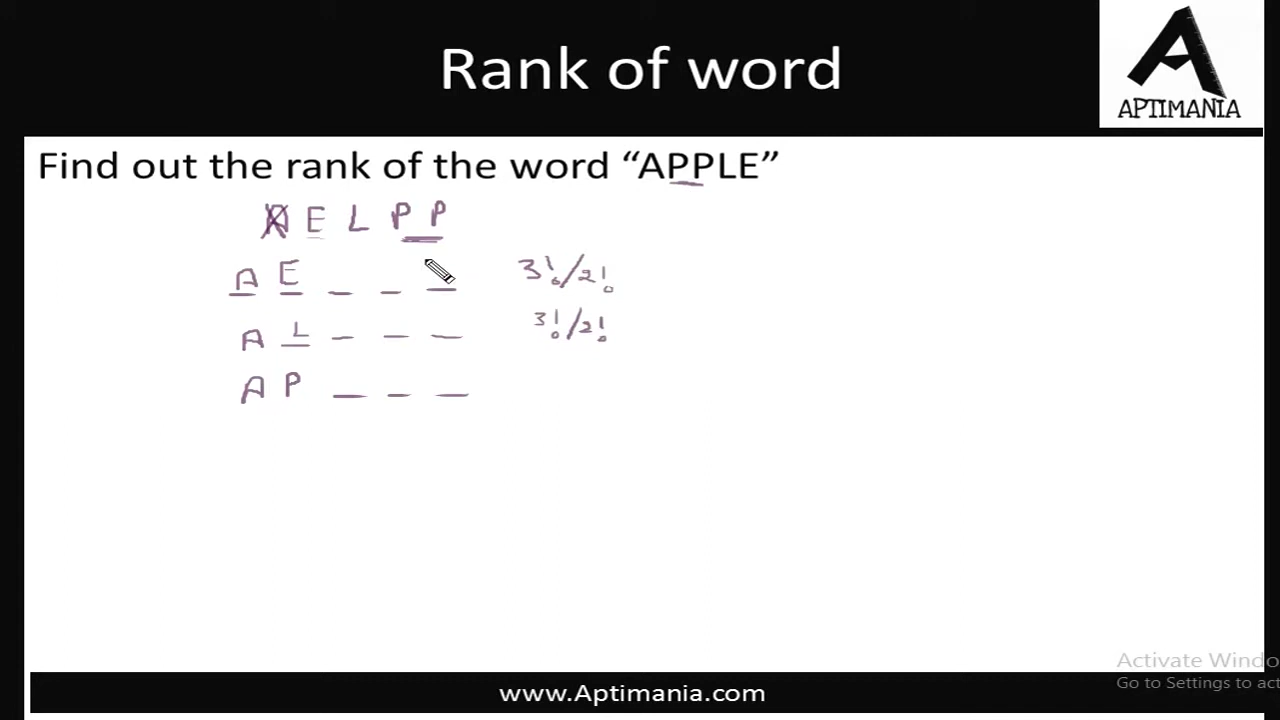 Rank of word
APTIMANIA
Find out the rank of the word “APPLE”
A E L P P
A E _ _ _ 3!/2!
A L _ _ _ 3!/2!
A P _ _ _
Activate Windo
Go to Settings to act
www.Aptimania.com